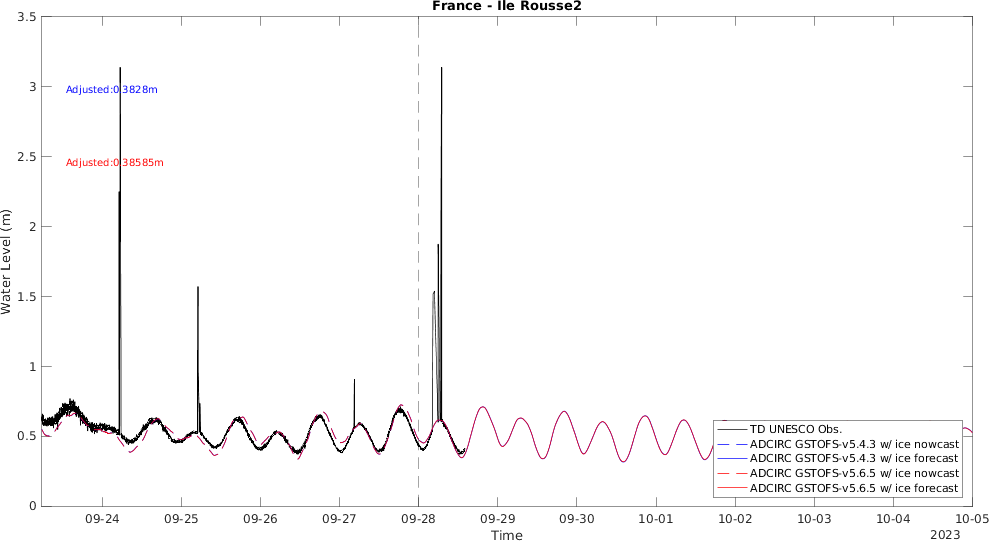 France - Ile Rousse2
3.5
3
2.5
2
1.5
1
0.5
0
Water Level (m)
Adjusted:0.3828m
Adjusted:0.38585m
TD UNESCO Obs.
ADCIRC GSTOFS-v5.4.3 w/ ice nowcast
ADCIRC GSTOFS-v5.4.3 w/ ice forecast
ADCIRC GSTOFS-v5.6.5 w/ ice nowcast
ADCIRC GSTOFS-v5.6.5 w/ ice forecast
09-24 09-25 09-26 09-27 09-28 09-29 09-30 10-01 10-02 10-03 10-04 10-05
Time
2023